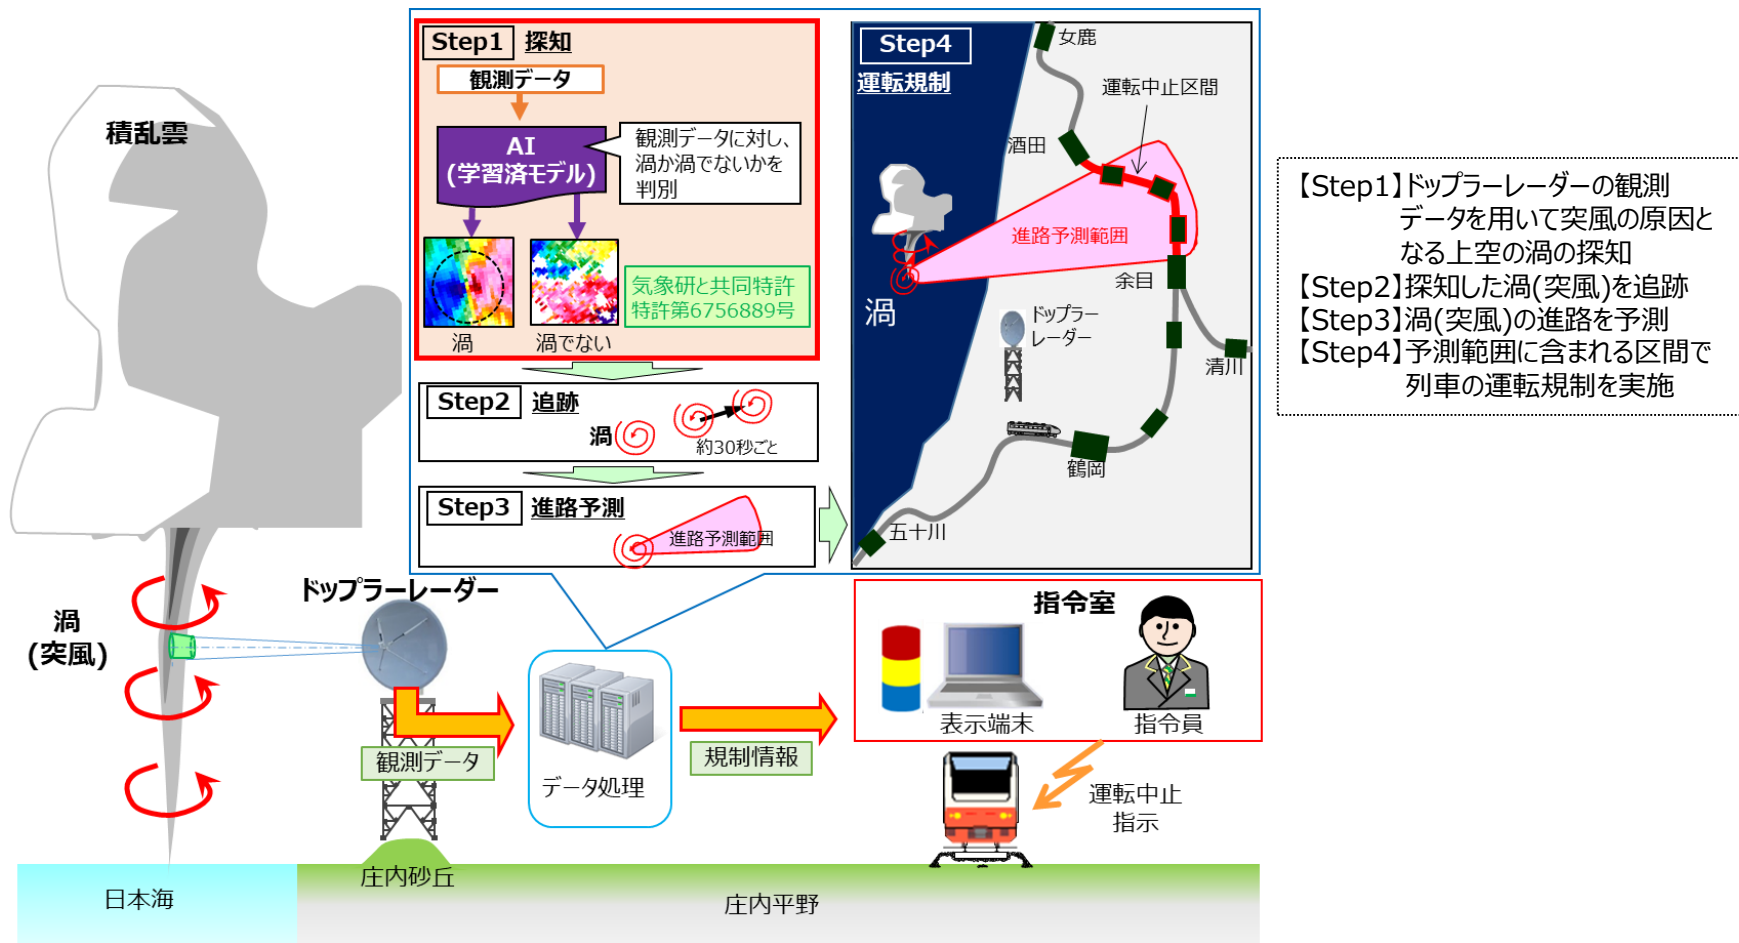 Step1 探知
観測データ
AI
(学習済モデル)
観測データに対し、
渦か渦でないかを
判別
気象研と共同特許
特許第6756889号
渦
渦でない
Step2 追跡
渦
約30秒ごと
Step3 進路予測
進路予測範囲
Step4
運転規制
女鹿
運転中止区間
酒田
進路予測範囲
余目
渦
ドップラー
レーダー
清川
鶴岡
五十川
【Step1】ドップラーレーダーの観測
データを用いて突風の原因と
なる上空の渦の探知
【Step2】探知した渦(突風)を追跡
【Step3】渦(突風)の進路を予測
【Step4】予測範囲に含まれる区間で
列車の運転規制を実施
積乱雲
渦
(突風)
ドップラーレーダー
観測データ
データ処理
規制情報
指令室
表示端末
指令員
運転中止
指示
日本海
庄内砂丘
庄内平野